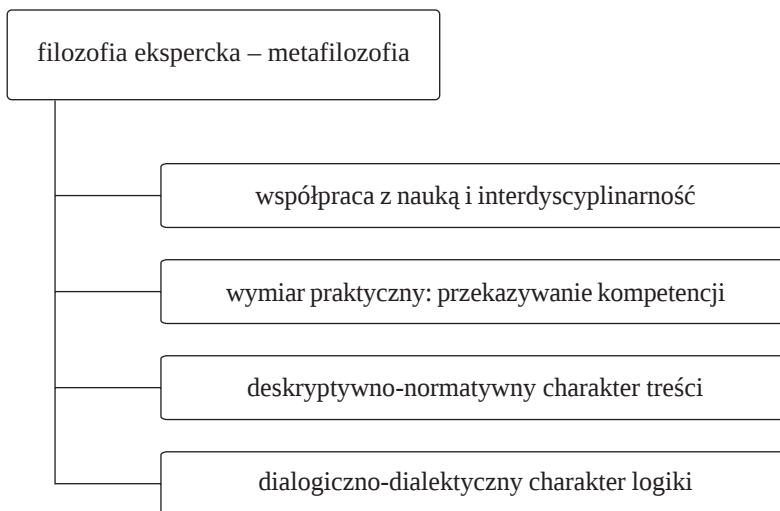 filozofia ekspercka – metafilozofia
współpraca z nauką i interdyscyplinarność
wymiar praktyczny: przekazywanie kompetencji
deskryptywno-normatywny charakter treści
dialogiczno-dialektyczny charakter logiki